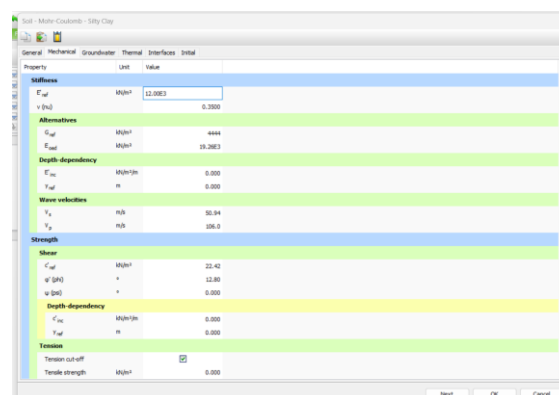 Soil - Mohr-Coulomb - Silty Clay
General Mechanical Groundwater Thermal Interfaces Initial
Property Unit Value
Stiffness
E'ref kN/m² 12.00E3
ν (nu) 0.3500
Alternatives
Gref kN/m² 4444
Eoed kN/m² 19.26E3
Depth-dependency
E'inc kN/m²/m 0.000
yref m 0.000
Wave velocities
Vs m/s 50.94
Vp m/s 106.0
Strength
Shear
c'ref kN/m² 22.42
φ' (phi) ° 12.80
ψ (psi) ° 0.000
Depth-dependency
c'inc kN/m²/m 0.000
yref m 0.000
Tension
Tension cut-off
Tensile strength kN/m² 0.000
Next OK Cancel